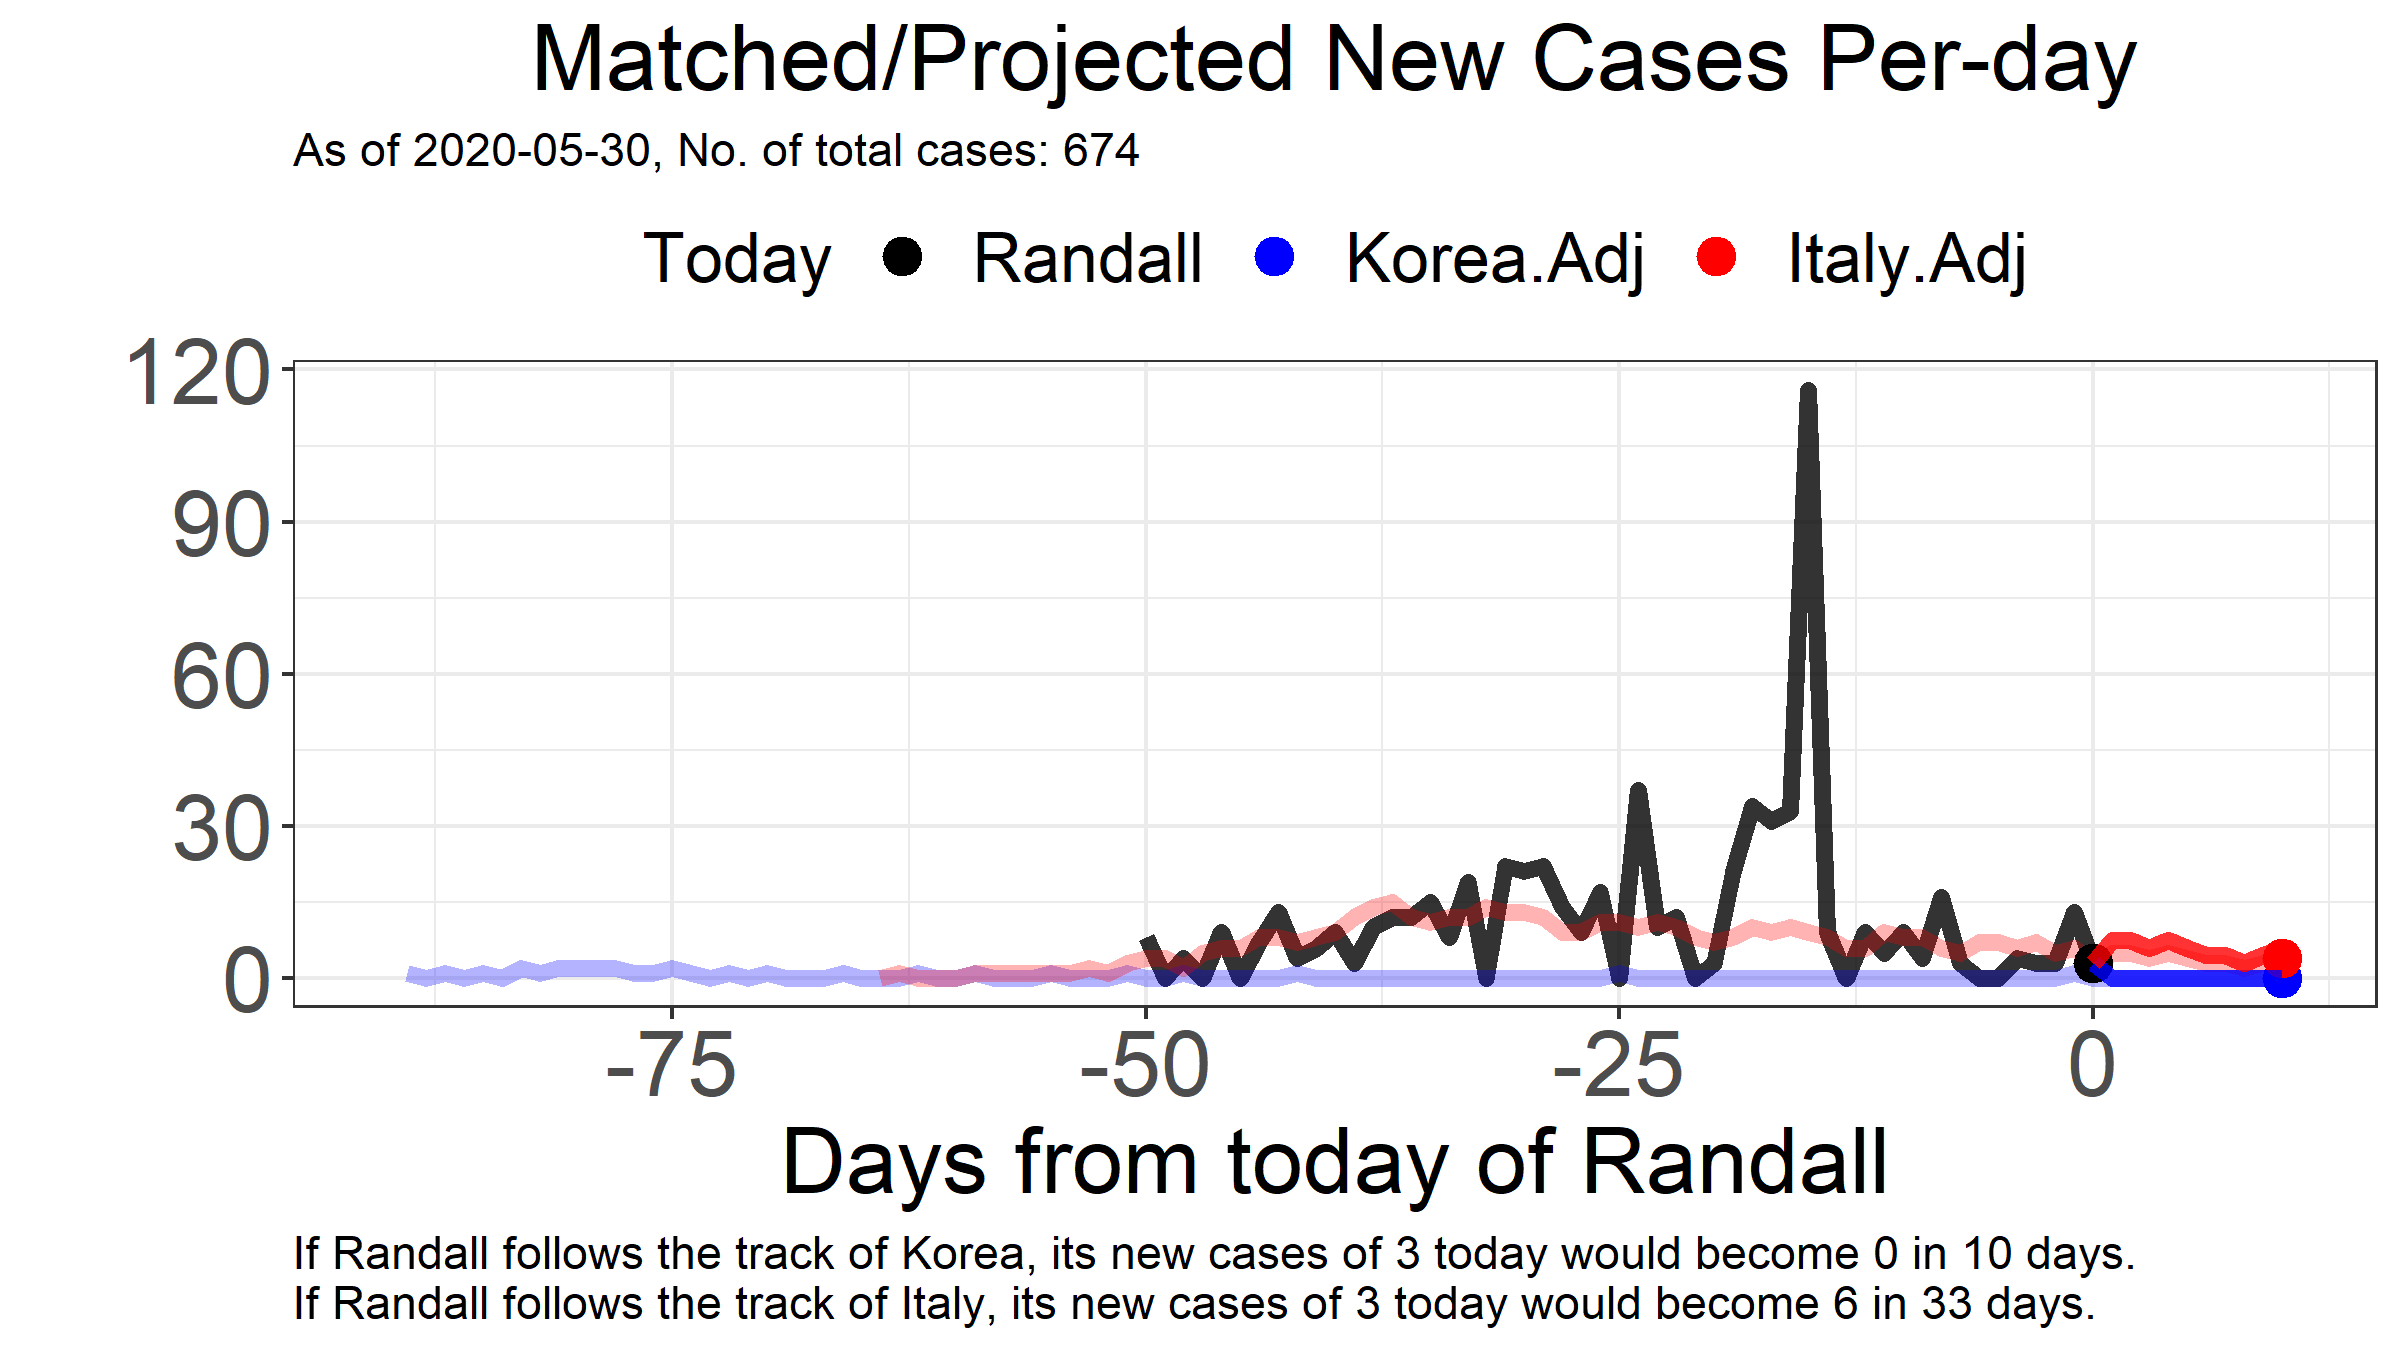 Matched/Projected New Cases Per-day
As of 2020-05-30, No. of total cases: 674
Today Randall Korea.Adj Italy.Adj
120
90
60
30
0
-75 -50 -25 0
Days from today of Randall
If Randall follows the track of Korea, its new cases of 3 today would become 0 in 10 days.
If Randall follows the track of Italy, its new cases of 3 today would become 6 in 33 days.